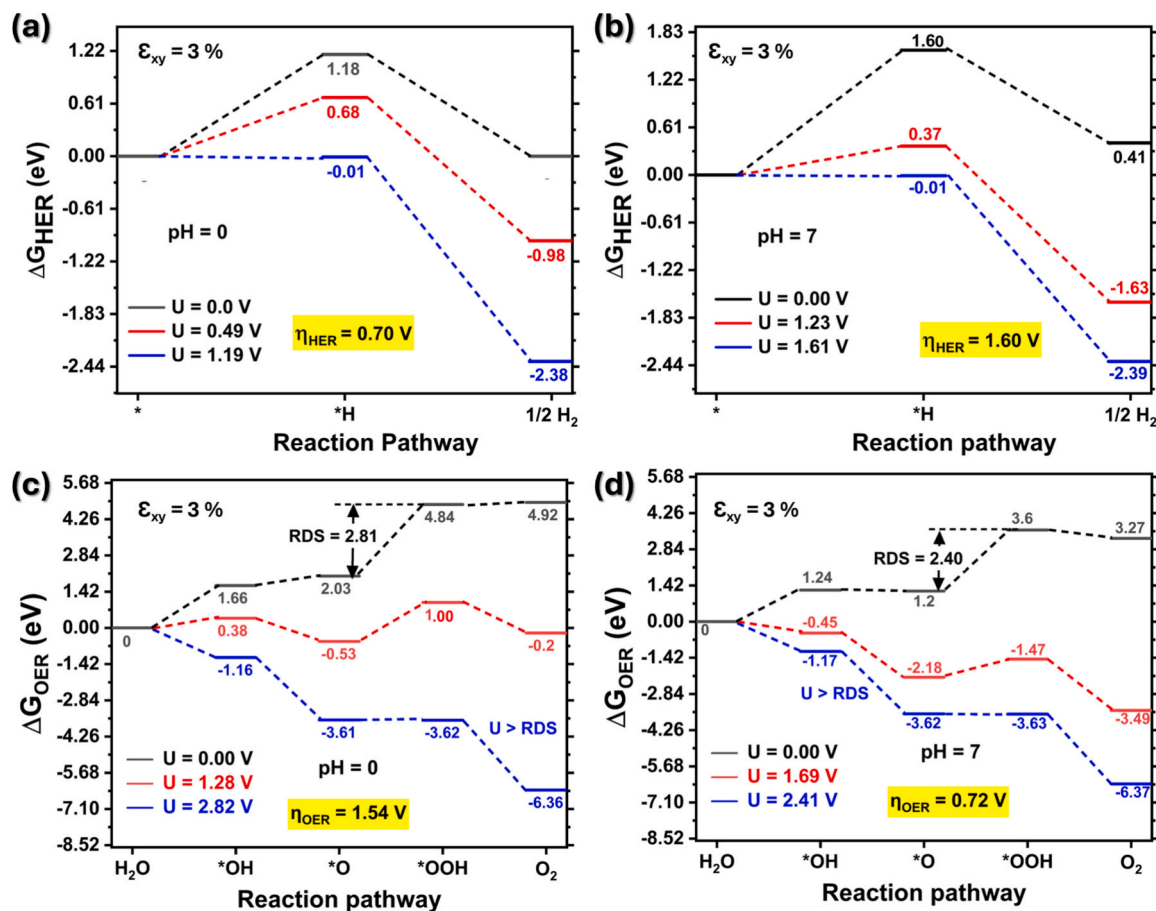 (a)
Ɛxy = 3 %
1.22
0.61
0.00
-0.61
-1.22
-1.83
-2.44
ΔGHER (eV)
1.18
0.68
-0.01
-0.98
-2.38
pH = 0
U = 0.0 V
U = 0.49 V
U = 1.19 V
ηHER = 0.70 V
*
*H
1/2 H2
Reaction Pathway
(b)
Ɛxy = 3 %
1.83
1.22
0.61
0.00
-0.61
-1.22
-1.83
-2.44
ΔGHER (eV)
1.60
0.41
0.37
-0.01
-1.63
-2.39
pH = 7
U = 0.00 V
U = 1.23 V
U = 1.61 V
ηHER = 1.60 V
*
*H
1/2 H2
Reaction pathway
(c)
Ɛxy = 3 %
5.68
4.26
2.84
1.42
0.00
-1.42
-2.84
-4.26
-5.68
-7.10
-8.52
ΔGOER (eV)
RDS = 2.81
4.84
4.92
1.66
2.03
0
0.38
-0.53
1.00
-0.2
-1.16
-3.61
-3.62
U > RDS
-6.36
U = 0.00 V
U = 1.28 V
U = 2.82 V
pH = 0
ηOER = 1.54 V
H2O
*OH
*O
*OOH
O2
Reaction pathway
(d)
Ɛxy = 3 %
5.68
4.26
2.84
1.42
0.00
-1.42
-2.84
-4.26
-5.68
-7.10
-8.52
ΔGOER (eV)
RDS = 2.40
3.6
3.27
1.24
1.2
0
-0.45
-1.17
-2.18
-1.47
-3.49
U > RDS
-3.62
-3.63
-6.37
U = 0.00 V
U = 1.69 V
U = 2.41 V
pH = 7
ηOER = 0.72 V
H2O
*OH
*O
*OOH
O2
Reaction pathway